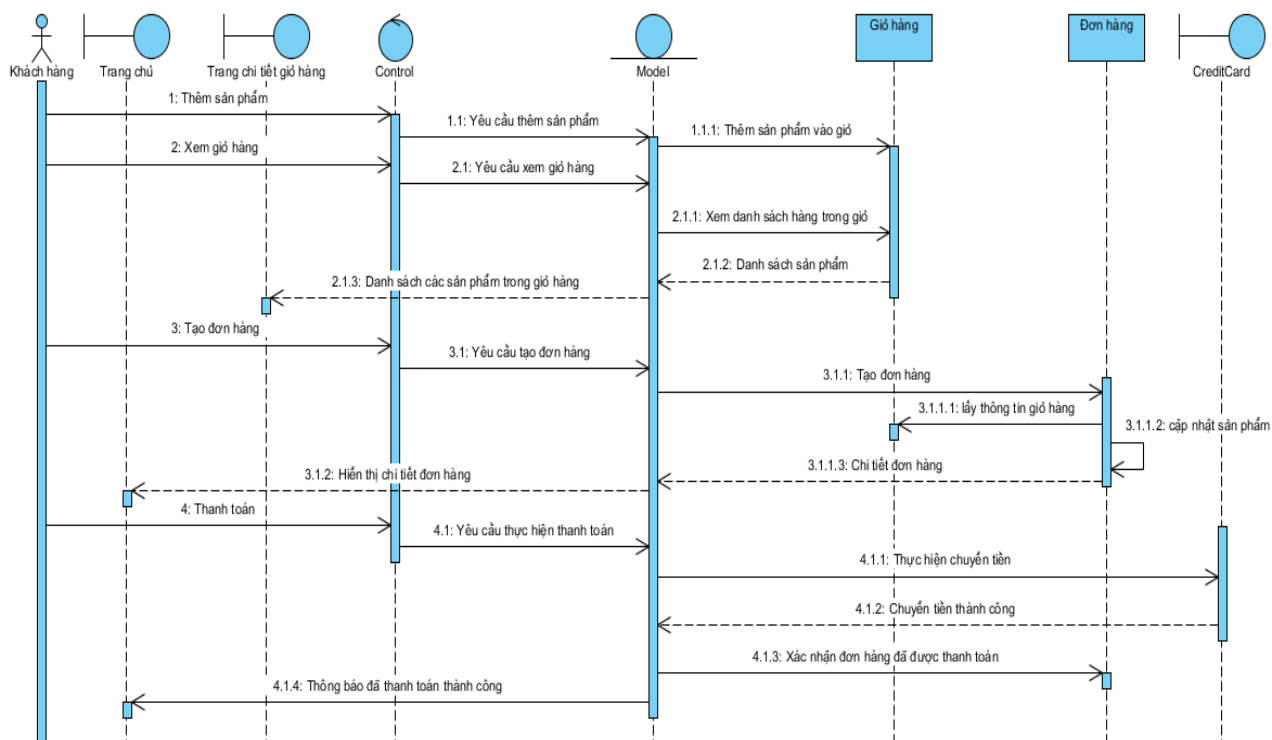 Giỏ hàng
Đơn hàng
Khách hàng
Trang chủ
Trang chi tiết giỏ hàng
Control
Model
CreditCard
1: Thêm sản phẩm
1.1: Yêu cầu thêm sản phẩm
1.1.1: Thêm sản phẩm vào giỏ
2: Xem giỏ hàng
2.1: Yêu cầu xem giỏ hàng
2.1.1: Xem danh sách hàng trong giỏ
2.1.2: Danh sách sản phẩm
2.1.3: Danh sách các sản phẩm trong giỏ hàng
3: Tạo đơn hàng
3.1: Yêu cầu tạo đơn hàng
3.1.1: Tạo đơn hàng
3.1.1.1: lấy thông tin giỏ hàng
3.1.1.2: cập nhật sản phẩm
3.1.1.3: Chi tiết đơn hàng
3.1.2: Hiển thị chi tiết đơn hàng
4: Thanh toán
4.1: Yêu cầu thực hiện thanh toán
4.1.1: Thực hiện chuyển tiền
4.1.2: Chuyển tiền thành công
4.1.3: Xác nhận đơn hàng đã được thanh toán
4.1.4: Thông báo đã thanh toán thành công